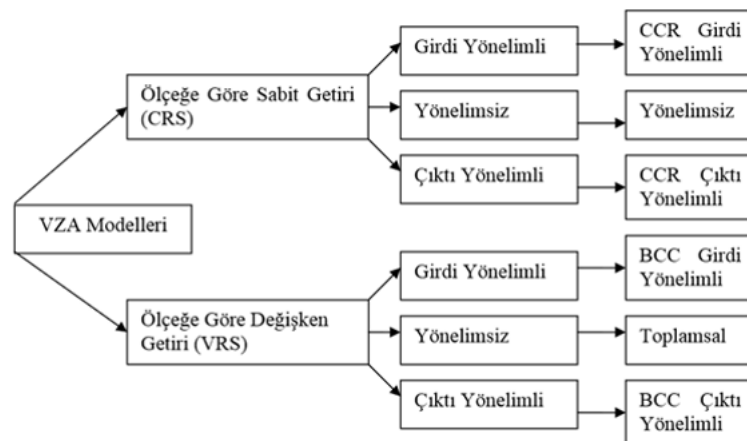 VZA Modelleri
Ölçeğe Göre Sabit Getiri
(CRS)
Girdi Yönelimli
CCR Girdi
Yönelimli
Yönelimsiz
Yönelimsiz
Çıktı Yönelimli
CCR Çıktı
Yönelimli
Ölçeğe Göre Değişken
Getiri (VRS)
Girdi Yönelimli
BCC Girdi
Yönelimli
Yönelimsiz
Toplamsal
Çıktı Yönelimli
BCC Çıktı
Yönelimli